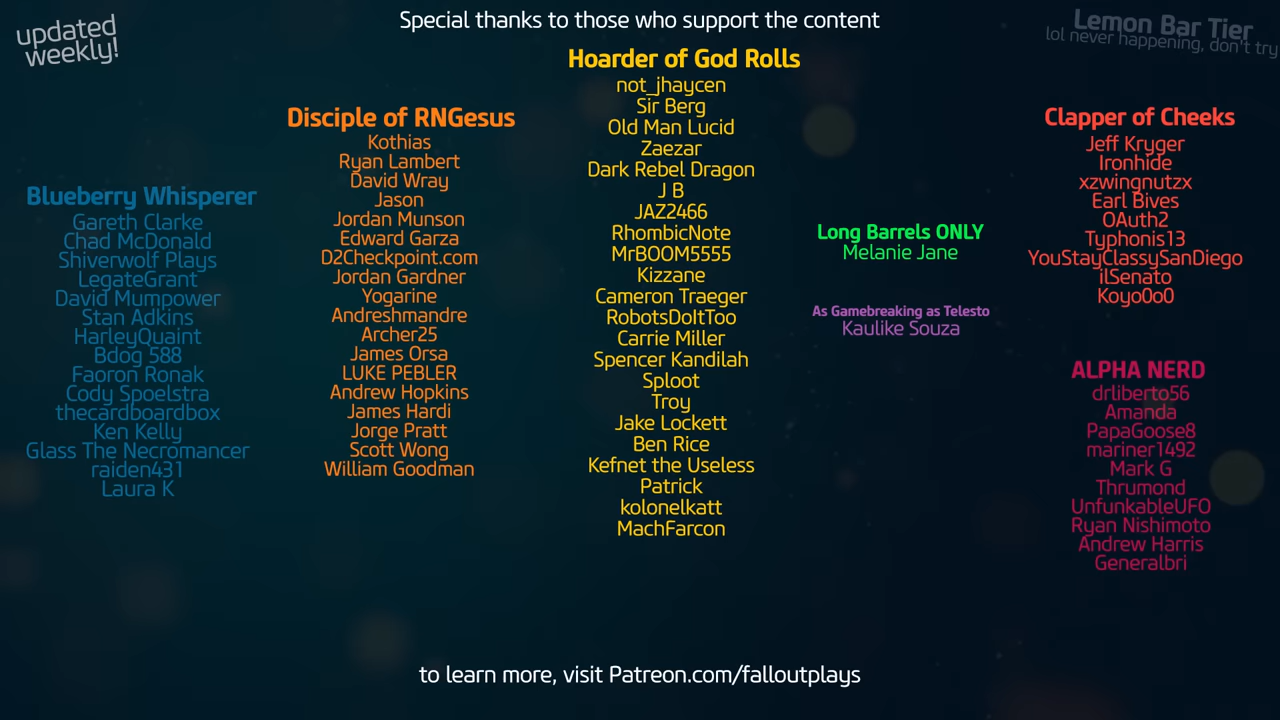 updated
weekly!
Special thanks to those who support the content
Lemon Bar Tier
lol never happening, don't try
Blueberry Whisperer
Gareth Clarke
Chad McDonald
Shiverwolf Plays
LegateGrant
David Mumpower
Stan Adkins
HarleyQuaint
Bdog 588
Faoron Ronak
Cody Spoelstra
thecardboardbox
Ken Kelly
Glass The Necromancer
raiden431
Laura K
Disciple of RNGesus
Kothias
Ryan Lambert
David Wray
Jason
Jordan Munson
Edward Garza
D2Checkpoint.com
Jordan Gardner
Yogarine
Andreshmandre
Archer25
James Orsa
LUKE PEBLER
Andrew Hopkins
James Hardi
Jorge Pratt
Scott Wong
William Goodman
Hoarder of God Rolls
not_jhaycen
Sir Berg
Old Man Lucid
Zaezar
Dark Rebel Dragon
J B
JAZ2466
RhombicNote
MrBOOM5555
Kizzane
Cameron Traeger
RobotsDoItToo
Carrie Miller
Spencer Kandilah
Sploot
Troy
Jake Lockett
Ben Rice
Kefnet the Useless
Patrick
kolonelkatt
MachFarcon
Long Barrels ONLY
Melanie Jane
As Gamebreaking as Telesto
Kaulike Souza
Clapper of Cheeks
Jeff Kryger
Ironhide
xzwingnutzx
Earl Bives
OAuth2
Typhonis13
YouStayClassySanDiego
ilSenato
Koyo0o0
ALPHA NERD
drliberto56
Amanda
PapaGoose8
mariner1492
Mark G
Thrumond
UnfunkableUFO
Ryan Nishimoto
Andrew Harris
Generalbri
to learn more, visit Patreon.com/falloutplays